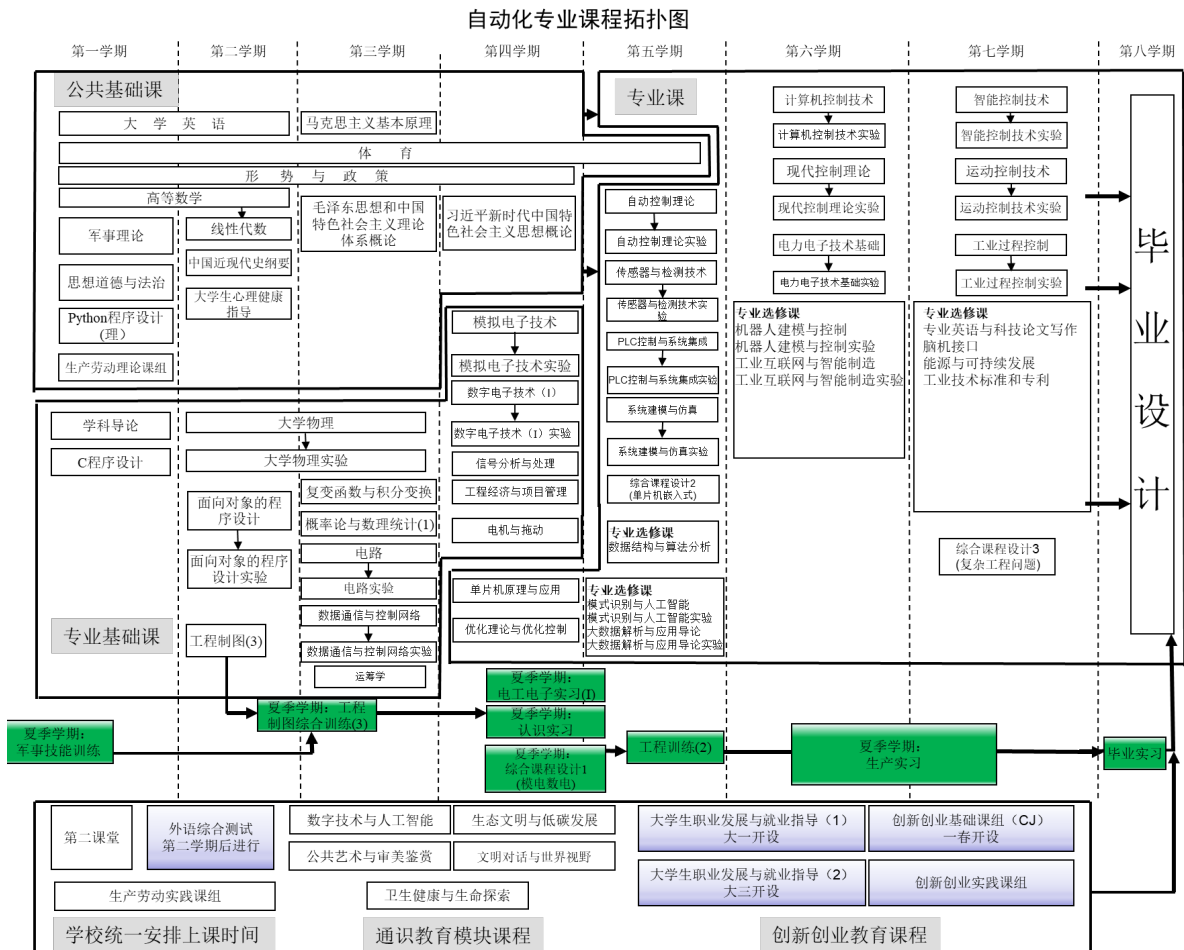 自动化专业课程拓扑图
第一学期
第二学期
第三学期
第四学期
第五学期
第六学期
第七学期
第八学期
公共基础课
大 学 英 语
马克思主义基本原理
体 育
形 势 与 政 策
高等数学
军事理论
思想道德与法治
Python程序设计
(理)
生产劳动理论课组
线性代数
中国近现代史纲要
大学生心理健康
指导
毛泽东思想和中国
特色社会主义理论
体系概论
习近平新时代中国特
色社会主义思想概论
专业基础课
学科导论
C程序设计
大学物理
大学物理实验
面向对象的程
序设计
面向对象的程
序设计实验
工程制图(3)
复变函数与积分变换
概率论与数理统计(1)
电路
电路实验
数据通信与控制网络
数据通信与控制网络实验
运筹学
模拟电子技术
模拟电子技术实验
数字电子技术（I）
数字电子技术（I）实验
信号分析与处理
工程经济与项目管理
电机与拖动
专业课
单片机原理与应用
优化理论与优化控制
自动控制理论
自动控制理论实验
传感器与检测技术
传感器与检测技术实
验
PLC控制与系统集成
PLC控制与系统集成实验
系统建模与仿真
系统建模与仿真实验
综合课程设计2
(单片机嵌入式)
专业选修课
数据结构与算法分析
专业选修课
模式识别与人工智能
模式识别与人工智能实验
大数据解析与应用导论
大数据解析与应用导论实验
计算机控制技术
计算机控制技术实验
现代控制理论
现代控制理论实验
电力电子技术基础
电力电子技术基础实验
专业选修课
机器人建模与控制
机器人建模与控制实验
工业互联网与智能制造
工业互联网与智能制造实验
智能控制技术
智能控制技术实验
运动控制技术
运动控制技术实验
工业过程控制
工业过程控制实验
专业选修课
专业英语与科技论文写作
脑机接口
能源与可持续发展
工业技术标准和专利
综合课程设计3
(复杂工程问题)
毕
业
设
计
夏季学期：
军事技能训练
夏季学期：工程
制图综合训练(3)
夏季学期：
电工电子实习(I)
夏季学期：
认识实习
夏季学期：
综合课程设计1
(模电数电)
工程训练(2)
夏季学期：
生产实习
毕业实习
第二课堂
外语综合测试
第二学期后进行
生产劳动实践课组
学校统一安排上课时间
数字技术与人工智能
生态文明与低碳发展
公共艺术与审美鉴赏
文明对话与世界视野
卫生健康与生命探索
通识教育模块课程
大学生职业发展与就业指导（1）
大一开设
创新创业基础课组（CJ）
一春开设
大学生职业发展与就业指导（2）
大三开设
创新创业实践课组
创新创业教育课程